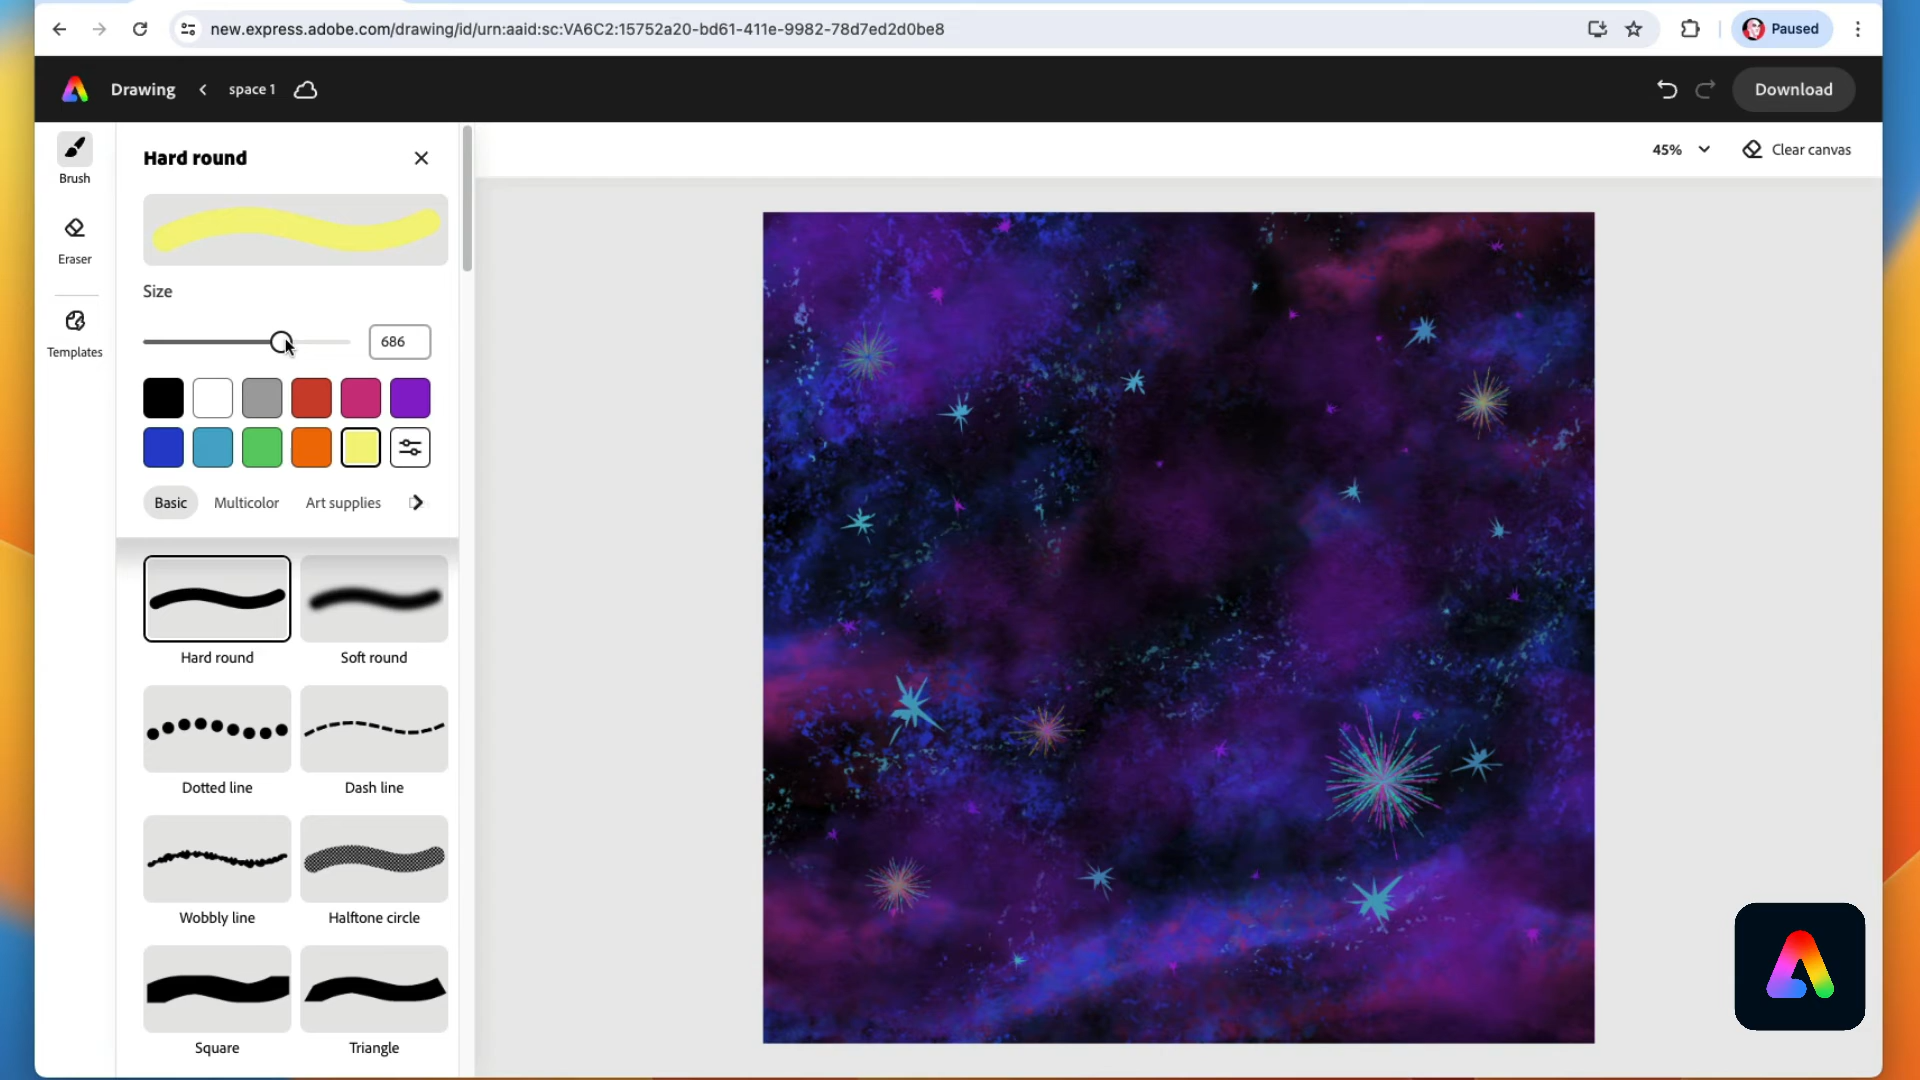 new.express.adobe.com/drawing/id/urn:aaid:sc:VA6C2:15752a20-bd61-411e-9982-78d7ed2d0be8
Paused
Drawing
space 1
Download
Brush
Eraser
Templates
Hard round
45%
Clear canvas
Size
686
Basic
Multicolor
Art supplies
Hard round
Soft round
Dotted line
Dash line
Wobbly line
Halftone circle
Square
Triangle